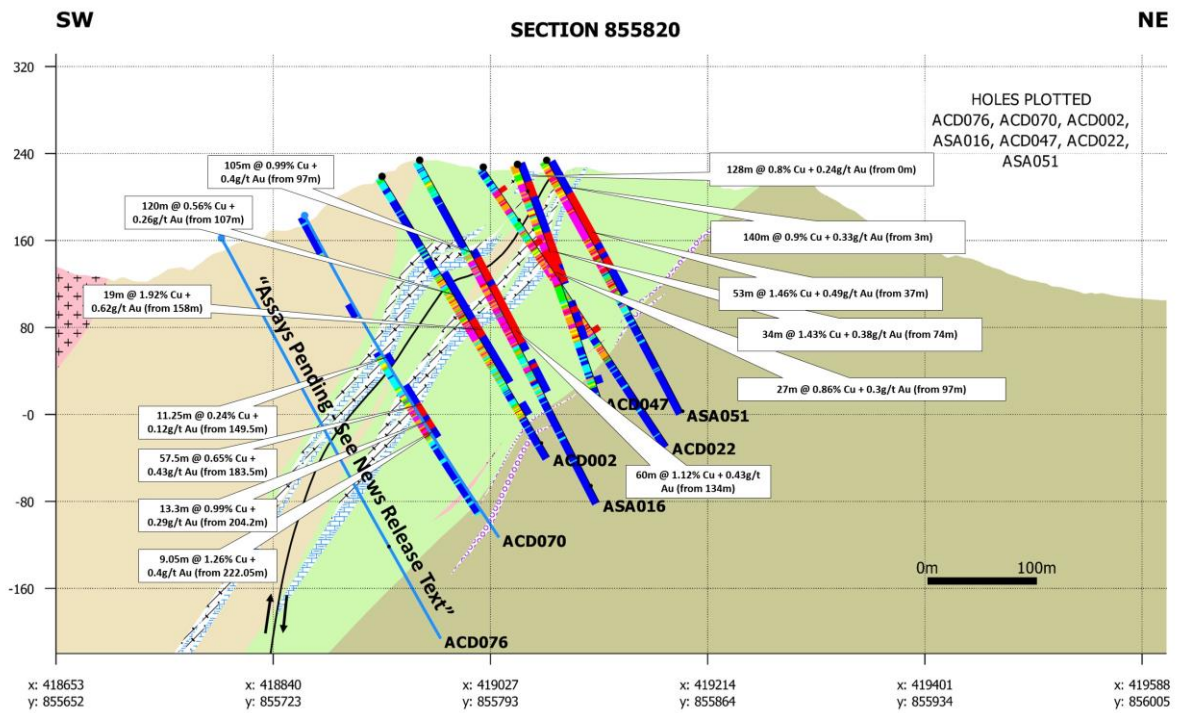 SW
NE
SECTION 855820
HOLES PLOTTED
ACD076, ACD070, ACD002,
ASA016, ACD047, ACD022,
ASA051
320
240
160
80
-0
-80
-160
105m @ 0.99% Cu +
0.4g/t Au (from 97m)
120m @ 0.56% Cu +
0.26g/t Au (from 107m)
19m @ 1.92% Cu +
0.62g/t Au (from 158m)
11.25m @ 0.24% Cu +
0.12g/t Au (from 149.5m)
57.5m @ 0.65% Cu +
0.43g/t Au (from 183.5m)
13.3m @ 0.99% Cu +
0.29g/t Au (from 204.2m)
9.05m @ 1.26% Cu +
0.4g/t Au (from 222.05m)
128m @ 0.8% Cu + 0.24g/t Au (from 0m)
140m @ 0.9% Cu + 0.33g/t Au (from 3m)
53m @ 1.46% Cu + 0.49g/t Au (from 37m)
34m @ 1.43% Cu + 0.38g/t Au (from 74m)
27m @ 0.86% Cu + 0.3g/t Au (from 97m)
60m @ 1.12% Cu + 0.43g/t
Au (from 134m)
"Assays Pending - See News Release Text"
ACD047
ASA051
ACD022
ACD002
ASA016
ACD070
ACD076
0m 100m
x: 418653
y: 855652
x: 418840
y: 855723
x: 419027
y: 855793
x: 419214
y: 855864
x: 419401
y: 855934
x: 419588
y: 856005